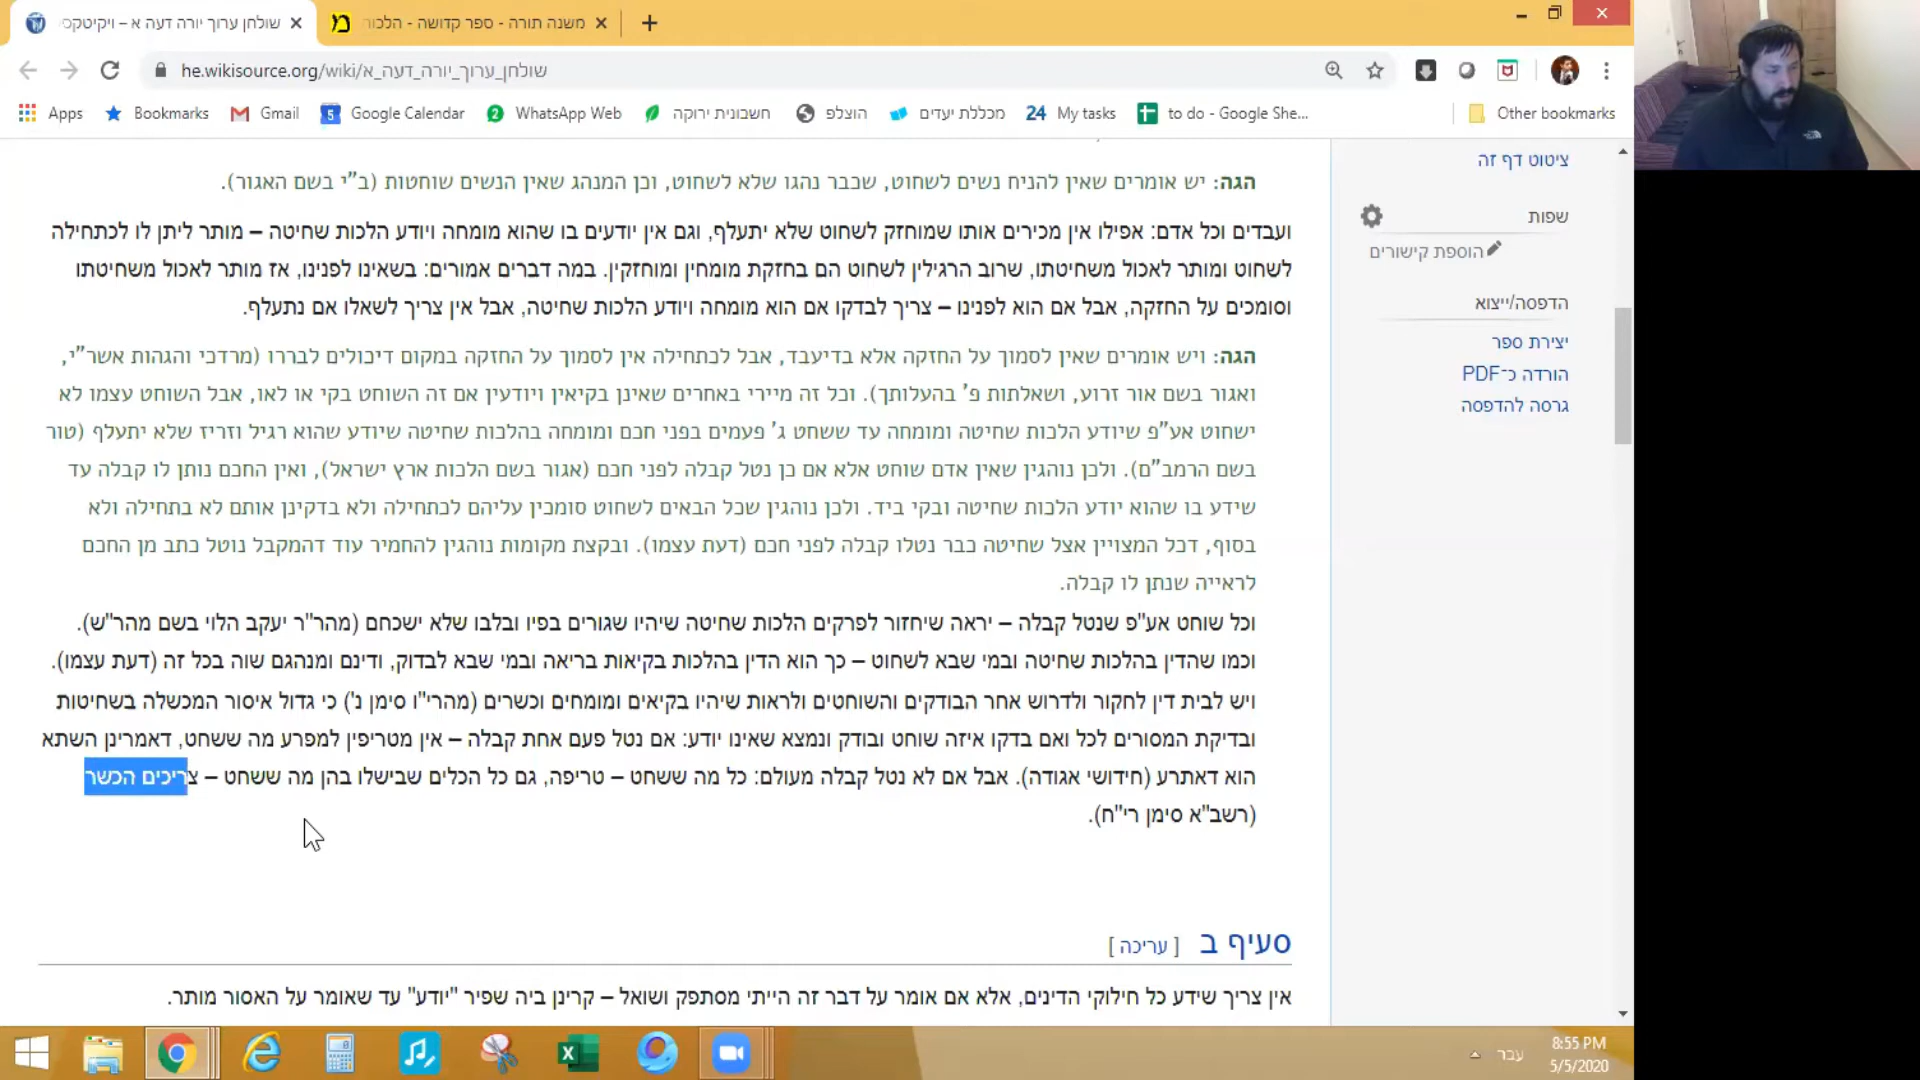 שולחן ערוך יורה דעה א – ויקיטקס
משנה תורה - ספר קדושה - הלכות
he.wikisource.org/wiki/שולחן_ערוך_יורה_דעה_א
Apps
Bookmarks
Gmail
5
Google Calendar
2
WhatsApp Web
חשבונית ירוקה
הוצלפ
מכללת יעדים
24
My tasks
to do - Google She...
Other bookmarks
הגה: יש אומרים שאין להניח נשים לשחוט, שכבר נהגו שלא לשחוט, וכן המנהג שאין הנשים שוחטות (ב"י בשם האגור).
ועבדים וכל אדם: אפילו אין מכירים אותו שמוחזק לשחוט שלא יתעלף, וגם אין יודעים בו שהוא מומחה ויודע הלכות שחיטה – מותר ליתן לו לכתחילה
לשחוט ומותר לאכול משחיטתו, שרוב הרגילין לשחוט הם בחזקת מומחין ומוחזקין. במה דברים אמורים: בשאינו לפנינו, אז מותר לאכול משחיטתו
וסומכים על החזקה, אבל אם הוא לפנינו – צריך לבדקו אם הוא מומחה ויודע הלכות שחיטה, אבל אין צריך לשאלו אם נתעלף.
הגה: ויש אומרים שאין לסמוך על החזקה אלא בדיעבד, אבל לכתחילה אין לסמוך על החזקה במקום דיכולים לבררו (מרדכי והגהות אשר"י,
ואגור בשם אור זרוע, ושאלתות פ' בהעלותך). וכל זה מיירי באחרים שאינן בקיאין ויודעין אם זה השוחט בקי או לאו, אבל השוחט עצמו לא
ישחוט אע"פ שיודע הלכות שחיטה ומומחה עד ששחט ג' פעמים בפני חכם ומומחה בהלכות שחיטה שיודע שהוא רגיל וזריז שלא יתעלף (טור
בשם הרמב"ם). ולכן נוהגין שאין אדם שוחט אלא אם כן נטל קבלה לפני חכם (אגור בשם הלכות ארץ ישראל), ואין החכם נותן לו קבלה עד
שידע בו שהוא יודע הלכות שחיטה ובקי ביד. ולכן נוהגין שכל הבאים לשחוט סומכין עליהם לכתחילה ולא בדקינן אותם לא בתחילה ולא
בסוף, דכל המצויין אצל שחיטה כבר נטלו קבלה לפני חכם (דעת עצמו). ובקצת מקומות נוהגין להחמיר עוד דהמקבל נוטל כתב מן החכם
לראייה שנתן לו קבלה.
וכל שוחט אע"פ שנטל קבלה – יראה שיחזור לפרקים הלכות שחיטה שיהיו שגורים בפיו ובלבו שלא ישכחם (מהר"ר יעקב הלוי בשם מהר"ש).
וכמו שהדין בהלכות שחיטה ובמי שבא לשחוט – כך הוא הדין בהלכות בקיאות בריאה ובמי שבא לבדוק, ודינם ומנהגם שוה בכל זה (דעת עצמו).
ויש לבית דין לחקור ולדרוש אחר הבודקים והשוחטים ולראות שיהיו בקיאים ומומחים וכשרים (מהרי"ו סימן נ') כי גדול איסור המכשלה בשחיטות
ובדיקת המסורים לכל ואם בדקו איזה שוחט ובודק ונמצא שאינו יודע: אם נטל פעם אחת קבלה – אין מטריפין למפרע מה ששחט, דאמרינן השתא
הוא דאתרע (חידושי אגודה). אבל אם לא נטל קבלה מעולם: כל מה ששחט – טריפה, גם כל הכלים שבישלו בהן מה ששחט – צריכים הכשר
(רשב"א סימן רי"ח).
סעיף ב [ עריכה ]
אין צריך שידע כל חילוקי הדינים, אלא אם אומר על דבר זה הייתי מסתפק ושואל – קרינן ביה שפיר "יודע" עד שאומר על האסור מותר.
ציטוט דף זה
שפות
הוספת קישורים
הדפסה/ייצוא
יצירת ספר
הורדה כ־PDF
גרסה להדפסה
עבר
8:55 PM
5/5/2020